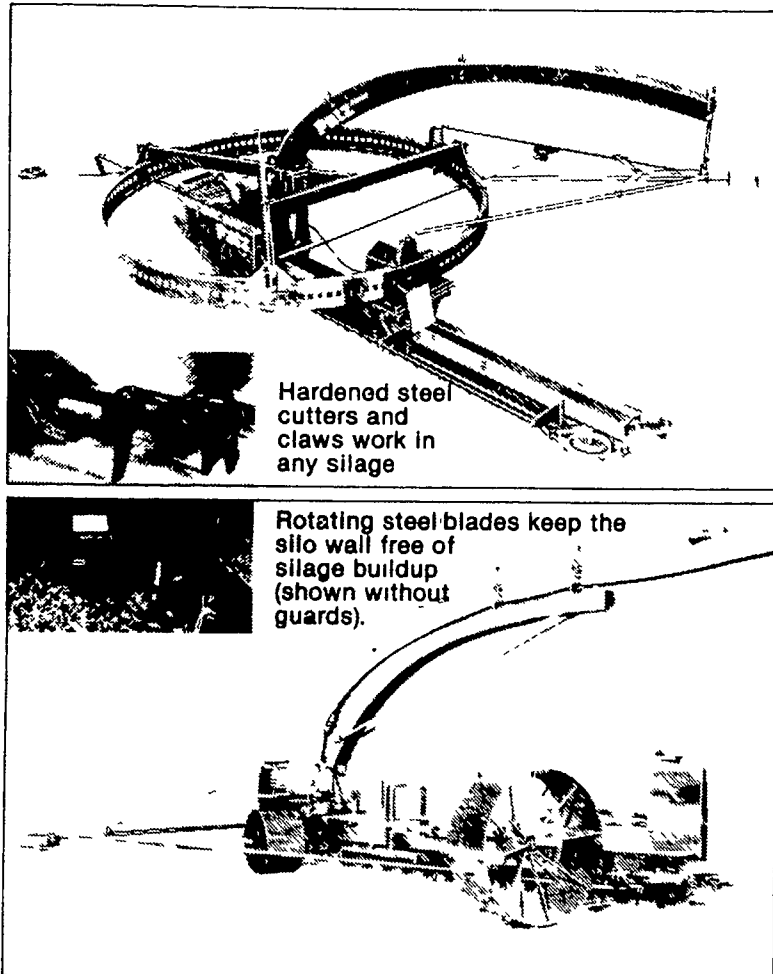 Hardened steel
cutters and
claws work in
any silage
Rotating steel blades keep the
silo wall free of
silage buildup
(shown without
guards).